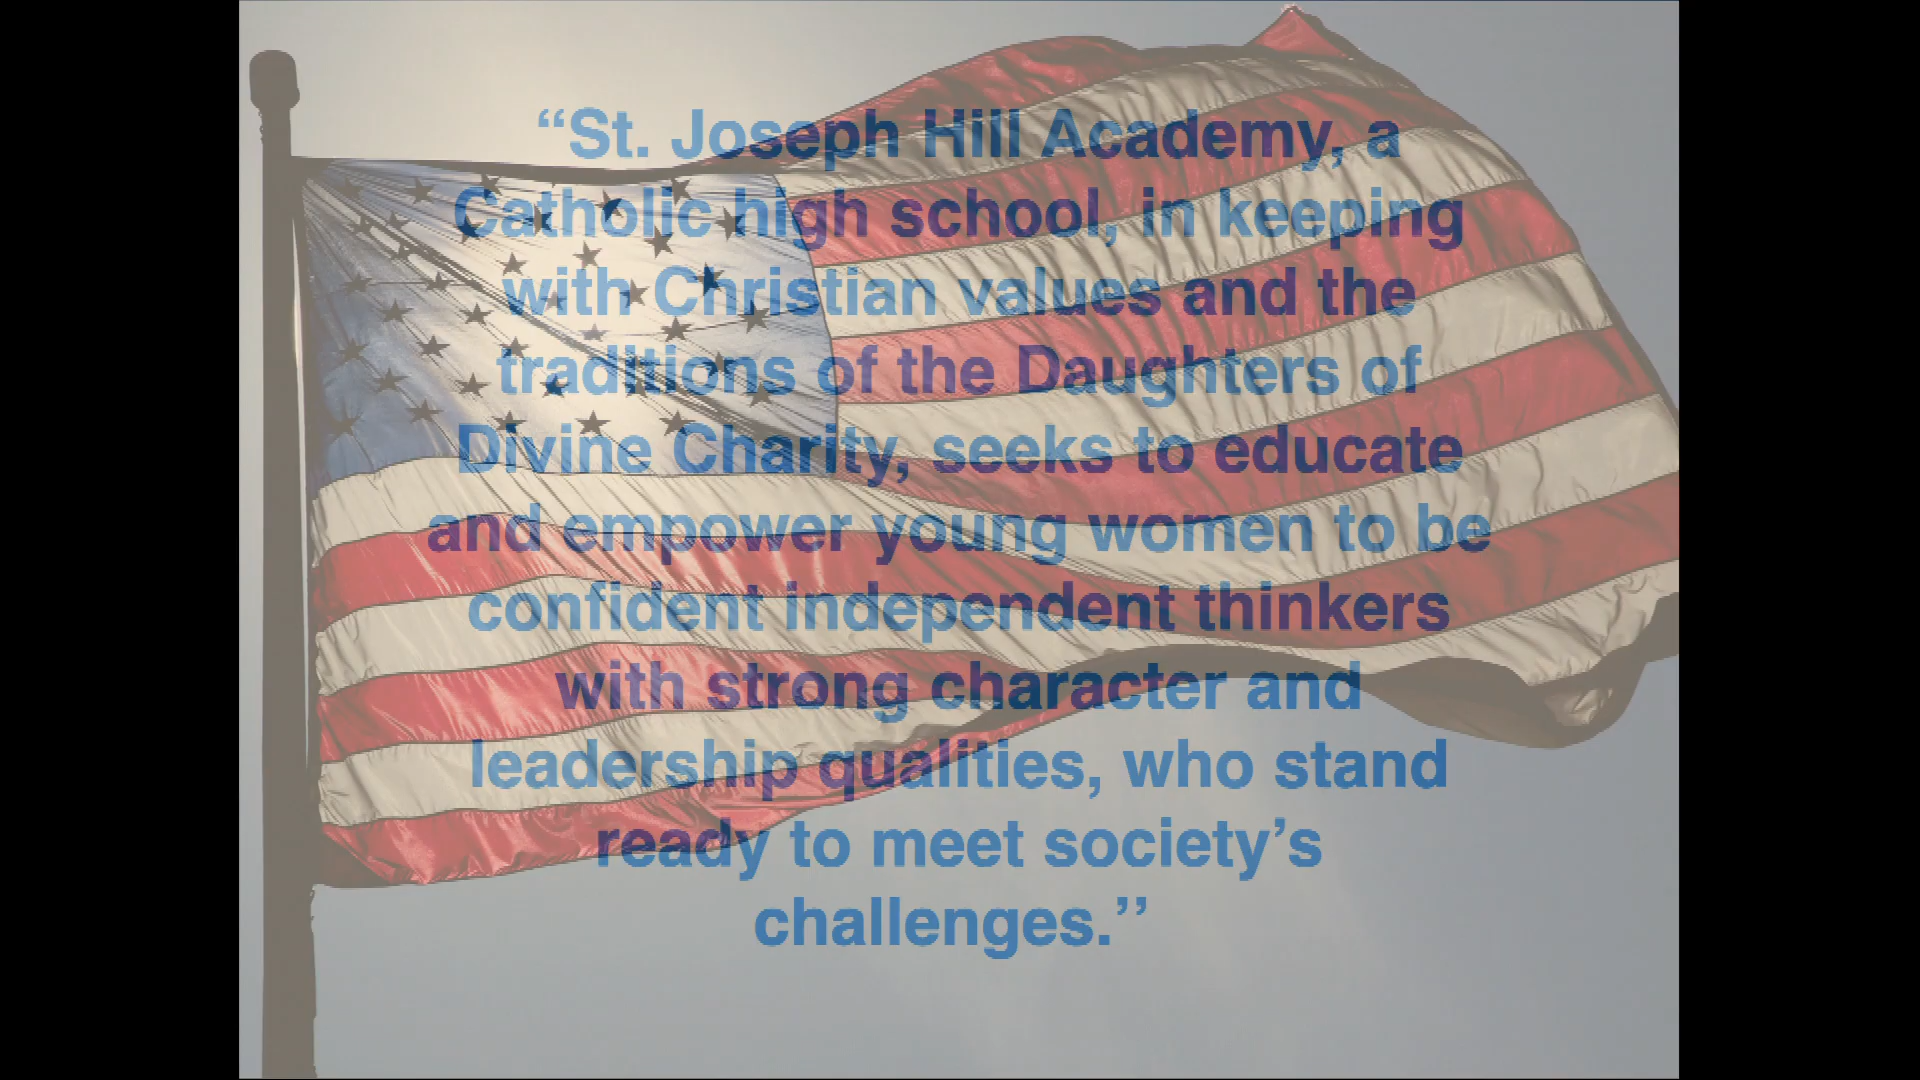 “St. Joseph Hill Academy, a
Catholic high school, in keeping
with Christian values and the
traditions of the Daughters of
Divine Charity, seeks to educate
and empower young women to be
confident independent thinkers
with strong character and
leadership qualities, who stand
ready to meet society’s
challenges.’’